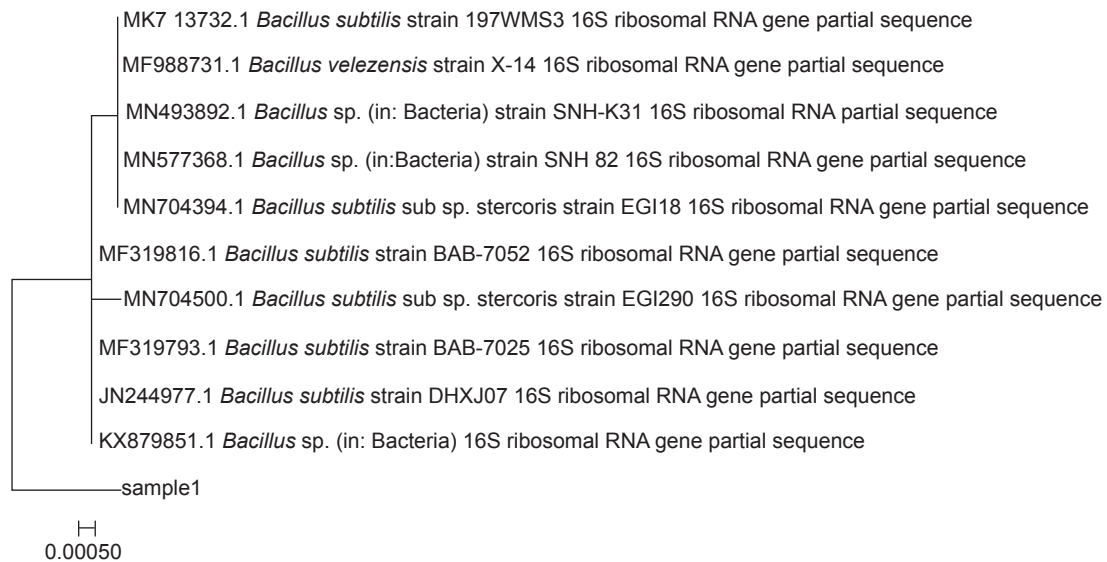 MK7 13732.1 Bacillus subtilis strain 197WMS3 16S ribosomal RNA gene partial sequence
MF988731.1 Bacillus velezensis strain X-14 16S ribosomal RNA gene partial sequence
MN493892.1 Bacillus sp. (in: Bacteria) strain SNH-K31 16S ribosomal RNA partial sequence
MN577368.1 Bacillus sp. (in:Bacteria) strain SNH 82 16S ribosomal RNA gene partial sequence
MN704394.1 Bacillus subtilis sub sp. stercoris strain EGI18 16S ribosomal RNA gene partial sequence
MF319816.1 Bacillus subtilis strain BAB-7052 16S ribosomal RNA gene partial sequence
MN704500.1 Bacillus subtilis sub sp. stercoris strain EGI290 16S ribosomal RNA gene partial sequence
MF319793.1 Bacillus subtilis strain BAB-7025 16S ribosomal RNA gene partial sequence
JN244977.1 Bacillus subtilis strain DHXJ07 16S ribosomal RNA gene partial sequence
KX879851.1 Bacillus sp. (in: Bacteria) 16S ribosomal RNA gene partial sequence
sample1
0.00050